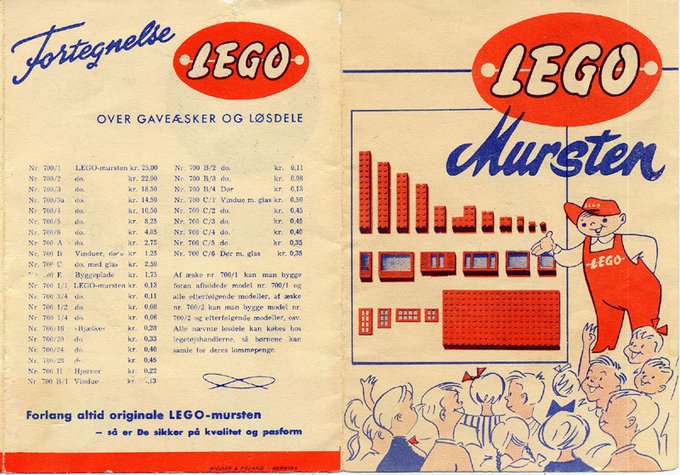 Fortegnelse
LEGO
OVER GAVEÆSKER OG LØSDELE
Nr. 700/1 LEGO-mursten kr. 25,00
Nr. 700/2 do. kr. 22,00
Nr. 700/3 do. kr. 18,50
Nr. 700/3a do. kr. 14,50
Nr. 700/4 do. kr. 10,50
Nr. 700/5 do. kr. 8,25
Nr. 700/6 do. kr. 4,85
Nr. 700 A do. kr. 2,75
Nr. 700 B Vinduer, kr. 1,25
Nr. 700 C do. med glas kr. 2,50
E Byggeplade kr. 1,75
Nr. 700 1/1 LEGO-mursten kr. 0,13
Nr. 700 3/4 do. kr. 0,11
Nr. 700 1/2 do. kr. 0,08
Nr. 700 1/4 do. kr. 0,06
Nr. 700/16 »Bjælke« kr. 0,26
Nr. 700/20 do. kr. 0,33
Nr. 700/24 do. kr. 0,40
Nr. 700/28 do. kr. 0,45
Nr. 700 H Hjørner kr. 0,22
Nr. 700 B/1 Vindue
Nr. 700 B/2 do. kr. 0,11
Nr. 700 B/3 do. kr. 0,08
Nr. 700 B/4 Dør kr. 0,13
Nr. 700 C/1 Vindue m. glas kr. 0,50
Nr. 700 C/2 do. kr. 0,45
Nr. 700 C/3 do. kr. 0,45
Nr. 700 C/4 do. kr. 0,40
Nr. 700 C/5 do. kr. 0,35
Nr. 700 C/6 Dør m. glas kr. 0,35
Af æske nr 700/1 kan man bygge
foran afbildede model nr. 700/1 og
alle efterfølgende modeller, af æske
nr. 700/2 kan man bygge model nr.
700/2 og efterfølgende modeller, osv.
Alle nævnte løsdele kan købes hos
legetøjshandlerne, så børnene kan
samle for deres lommepenge.
Forlang altid originale LEGO-mursten
– så er De sikker på kvalitet og pasform
LEGO
Mursten
LEGO
LEGO